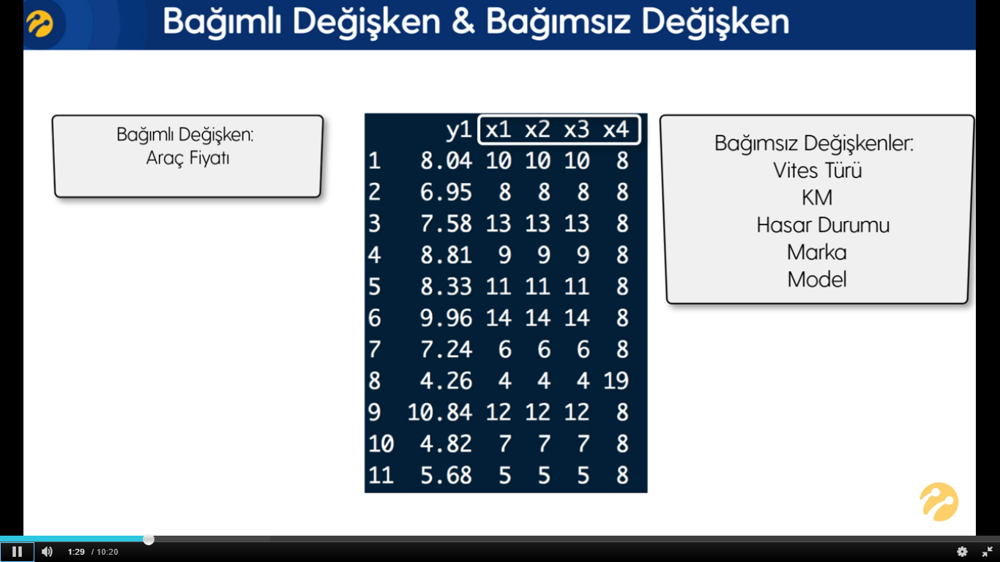 Bağımlı Değişken & Bağımsız Değişken
Bağımlı Değişken:
Araç Fiyatı
y1 x1 x2 x3 x4
1 8.04 10 10 10 8
2 6.95 8 8 8 8
3 7.58 13 13 13 8
4 8.81 9 9 9 8
5 8.33 11 11 11 8
6 9.96 14 14 14 8
7 7.24 6 6 6 8
8 4.26 4 4 4 19
9 10.84 12 12 12 8
10 4.82 7 7 7 8
11 5.68 5 5 5 8
Bağımsız Değişkenler:
Vites Türü
KM
Hasar Durumu
Marka
Model
1:29 / 10:20